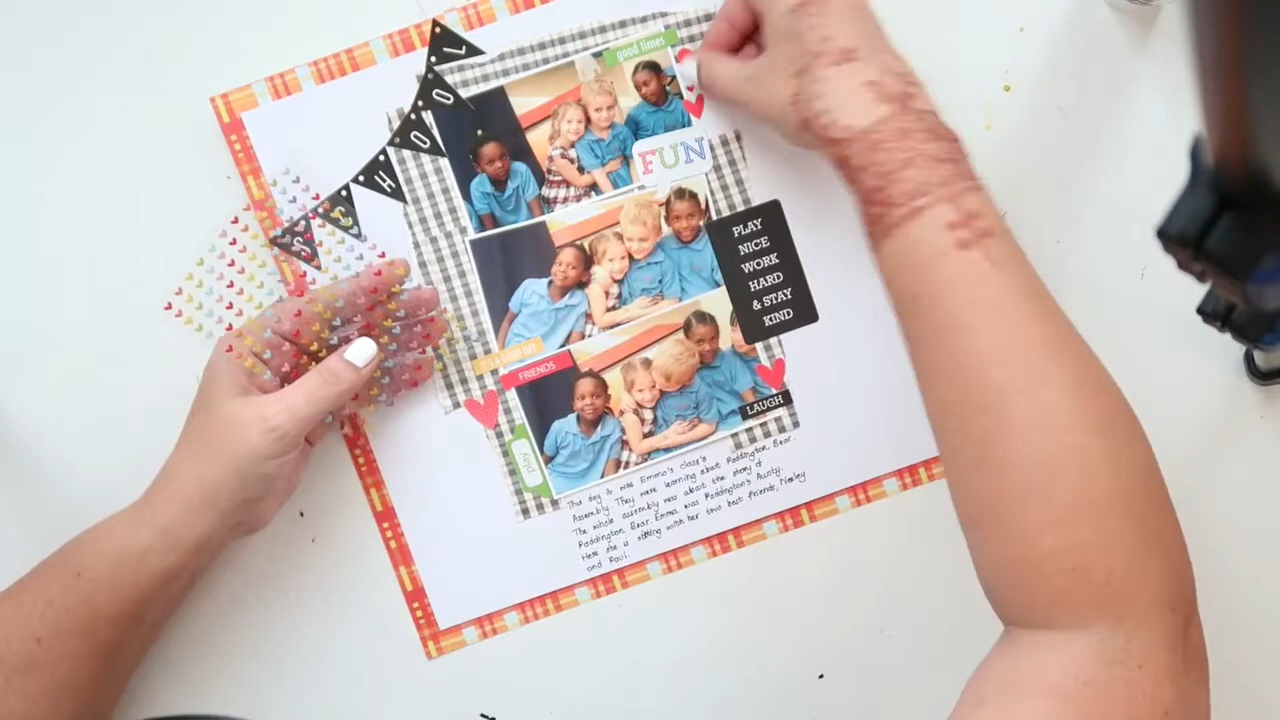 SCHOOL
good times
FUN
PLAY
NICE
WORK
HARD
& STAY
KIND
FRIENDS
LAUGH
play
This day it was Emma's class's
Assembly. They were learning about Paddington Bear.
The whole assembly was about the story of
Paddington Bear. Emma was Paddington's Aunty.
Here she is sitting with her two best friends, Neeley
and Paul.